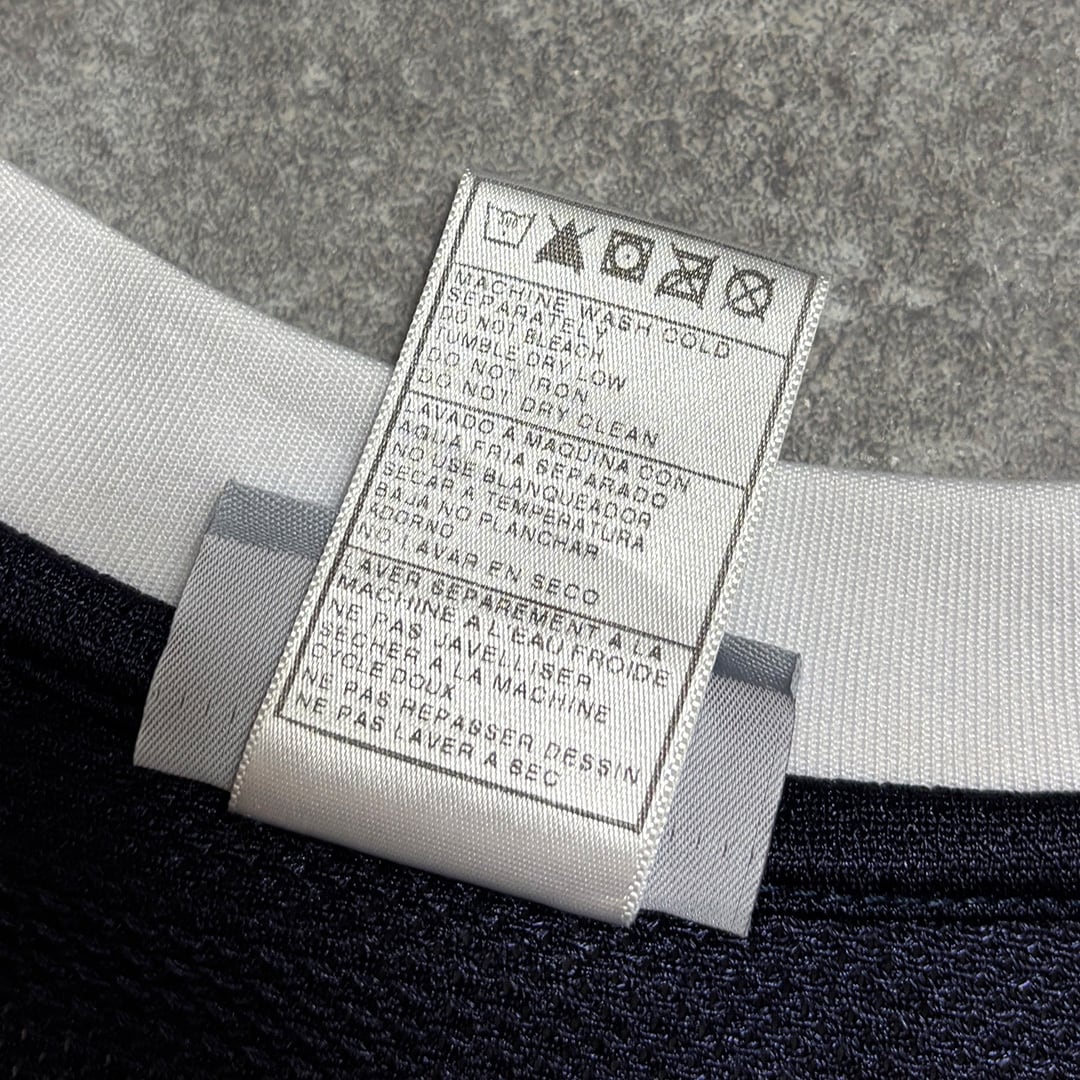 MACHINE WASH COLD
SEPARATELY
DO NOT BLEACH
TUMBLE DRY LOW
DO NOT IRON
DO NOT DRY CLEAN
LAVADO A MAQUINA CON
AGUA FRIA SEPARADO
NO USE BLANQUEADOR
SECAR A TEMPERATURA
BAJA NO PLANCHAR
ADORNO
NO LAVAR EN SECO
LAVER SEPAREMENT A LA
MACHINE A L'EAU FROIDE
NE PAS JAVELLISER
SECHER A LA MACHINE
CYCLE DOUX
NE PAS REPASSER DESSIN
NE PAS LAVER A SEC